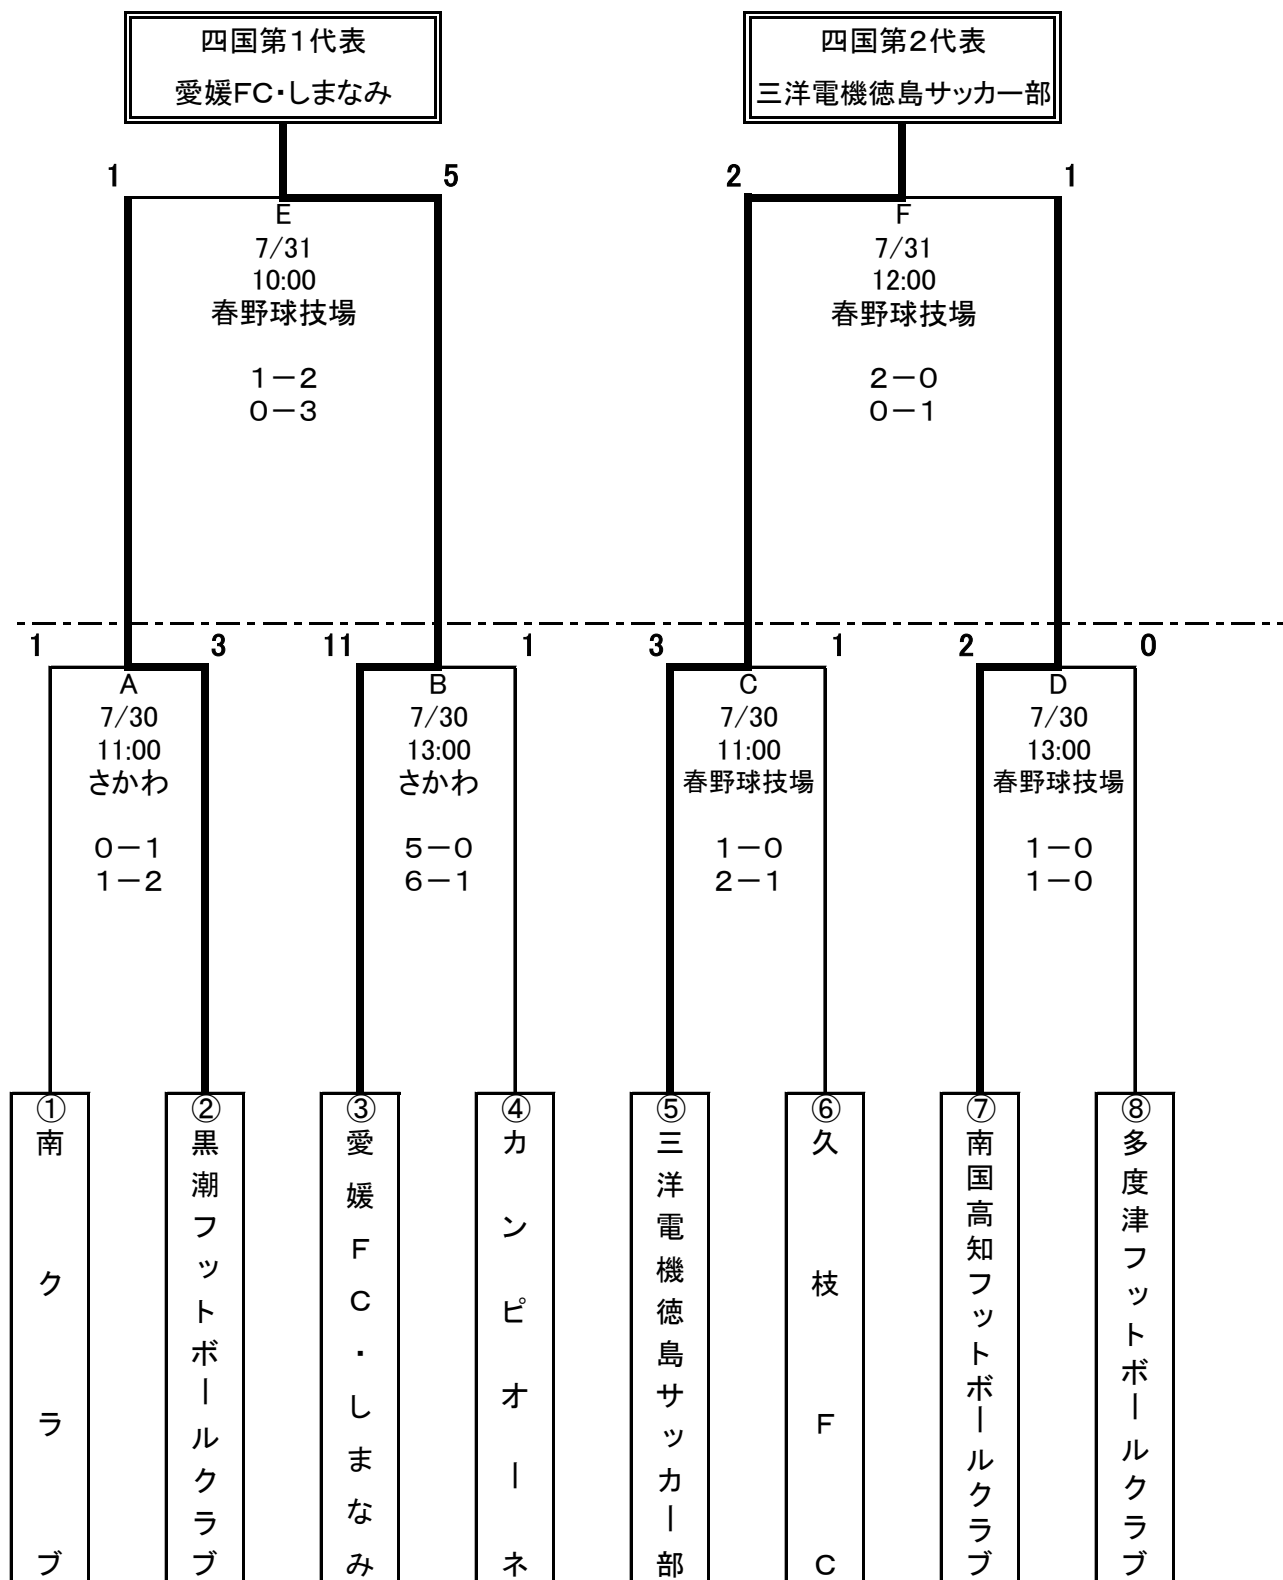 四国第１代表
愛媛FC・しまなみ
四国第２代表
三洋電機徳島サッカー部
1
5
2
1
E
7/31
10:00
春野球技場
1－2
0－3
F
7/31
12:00
春野球技場
2－0
0－1
1
3
11
1
3
1
2
0
A
7/30
11:00
さかわ
0－1
1－2
B
7/30
13:00
さかわ
5－0
6－1
C
7/30
11:00
春野球技場
1－0
2－1
D
7/30
13:00
春野球技場
1－0
1－0
①南クラブ
②黒潮フットボールクラブ
③愛媛FC・しまなみ
④カンピオーネ
⑤三洋電機徳島サッカー部
⑥久枝FC
⑦南国高知フットボールクラブ
⑧多度津フットボールクラブ